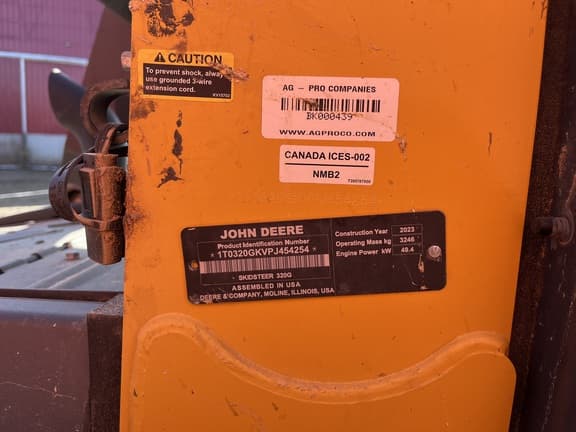 CAUTION
To prevent shock, always
use grounded 3-wire
extension cord.
KV15702
AG - PRO COMPANIES
BK000439
WWW.AGPROCO.COM
CANADA ICES-002
NMB2
JOHN DEERE
Product Identification Number
*1T0320GKVPJ454254*
SKIDSTEER 320G
ASSEMBLED IN USA
DEERE & COMPANY, MOLINE, ILLINOIS, USA
Construction Year 2023
Operating Mass kg 3246
Engine Power kW 49.4